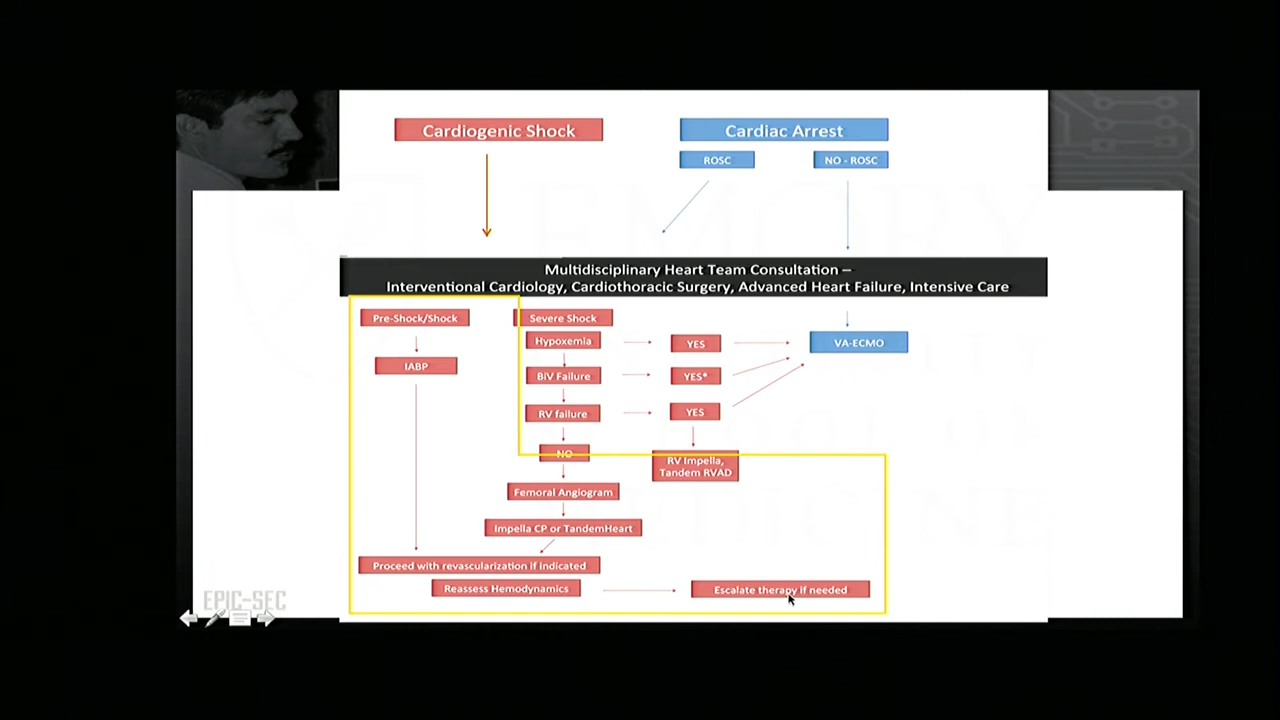 Cardiogenic Shock
Cardiac Arrest
ROSC
NO - ROSC
Multidisciplinary Heart Team Consultation –
Interventional Cardiology, Cardiothoracic Surgery, Advanced Heart Failure, Intensive Care
Pre-Shock/Shock
Severe Shock
Hypoxemia
YES
VA-ECMO
IABP
BiV Failure
YES*
RV failure
YES
NO
RV Impella,
Tandem RVAD
Femoral Angiogram
Impella CP or TandemHeart
Proceed with revascularization if indicated
Reassess Hemodynamics
Escalate therapy if needed
EPIC-SEC